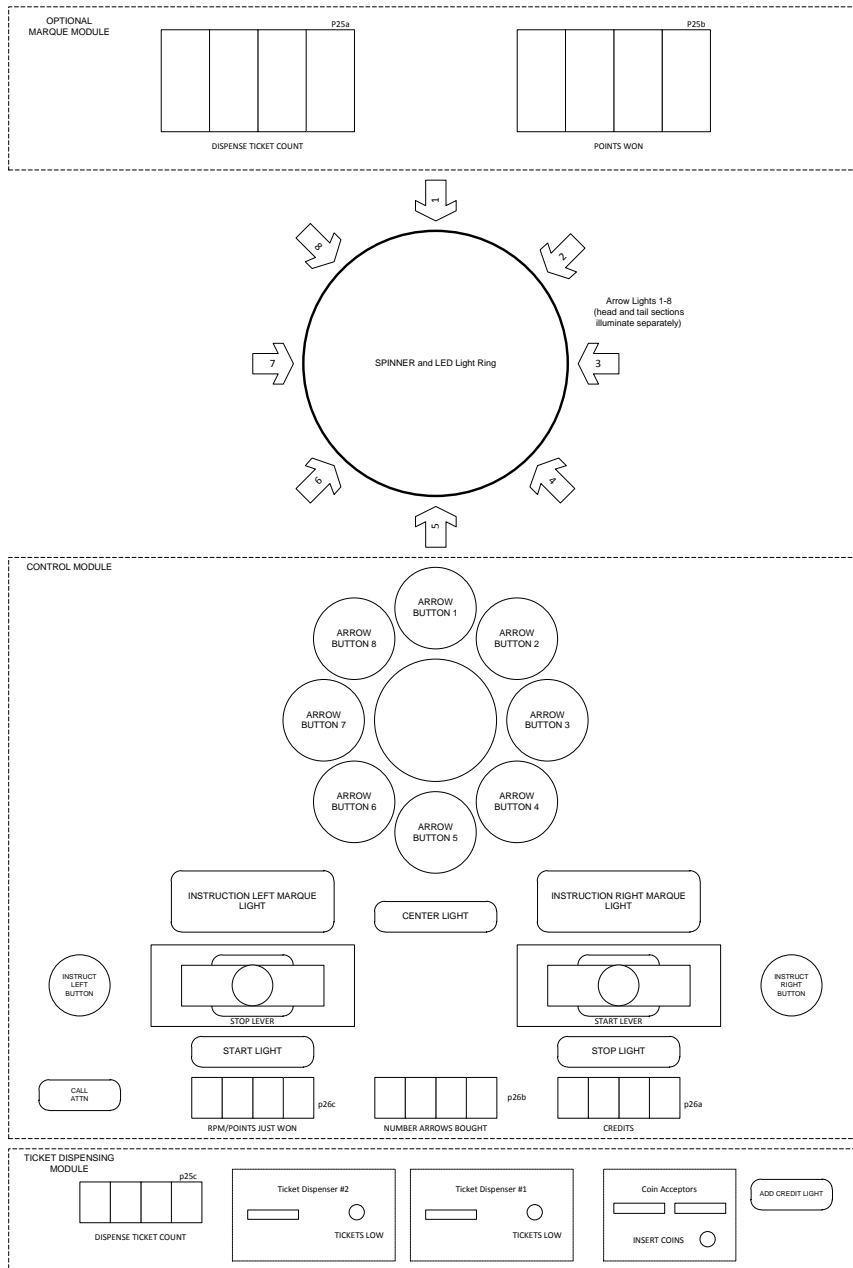 OPTIONAL
MARQUE MODULE
P25a
P25b
DISPENSE TICKET COUNT
POINTS WON
1
8
2
Arrow Lights 1-8
(head and tail sections
illuminate separately)
7
SPINNER and LED Light Ring
3
6
4
5
CONTROL MODULE
ARROW
BUTTON 1
ARROW
BUTTON 8
ARROW
BUTTON 2
ARROW
BUTTON 7
ARROW
BUTTON 3
ARROW
BUTTON 6
ARROW
BUTTON 4
ARROW
BUTTON 5
INSTRUCTION LEFT MARQUE
LIGHT
CENTER LIGHT
INSTRUCTION RIGHT MARQUE
LIGHT
INSTRUCT
LEFT
BUTTON
STOP LEVER
START LEVER
INSTRUCT
RIGHT
BUTTON
START LIGHT
STOP LIGHT
CALL
ATTN
p26c
p26b
p26a
RPM/POINTS JUST WON
NUMBER ARROWS BOUGHT
CREDITS
TICKET DISPENSING
MODULE
p25c
DISPENSE TICKET COUNT
Ticket Dispenser #2
TICKETS LOW
Ticket Dispenser #1
TICKETS LOW
Coin Acceptors
INSERT COINS
ADD CREDIT LIGHT